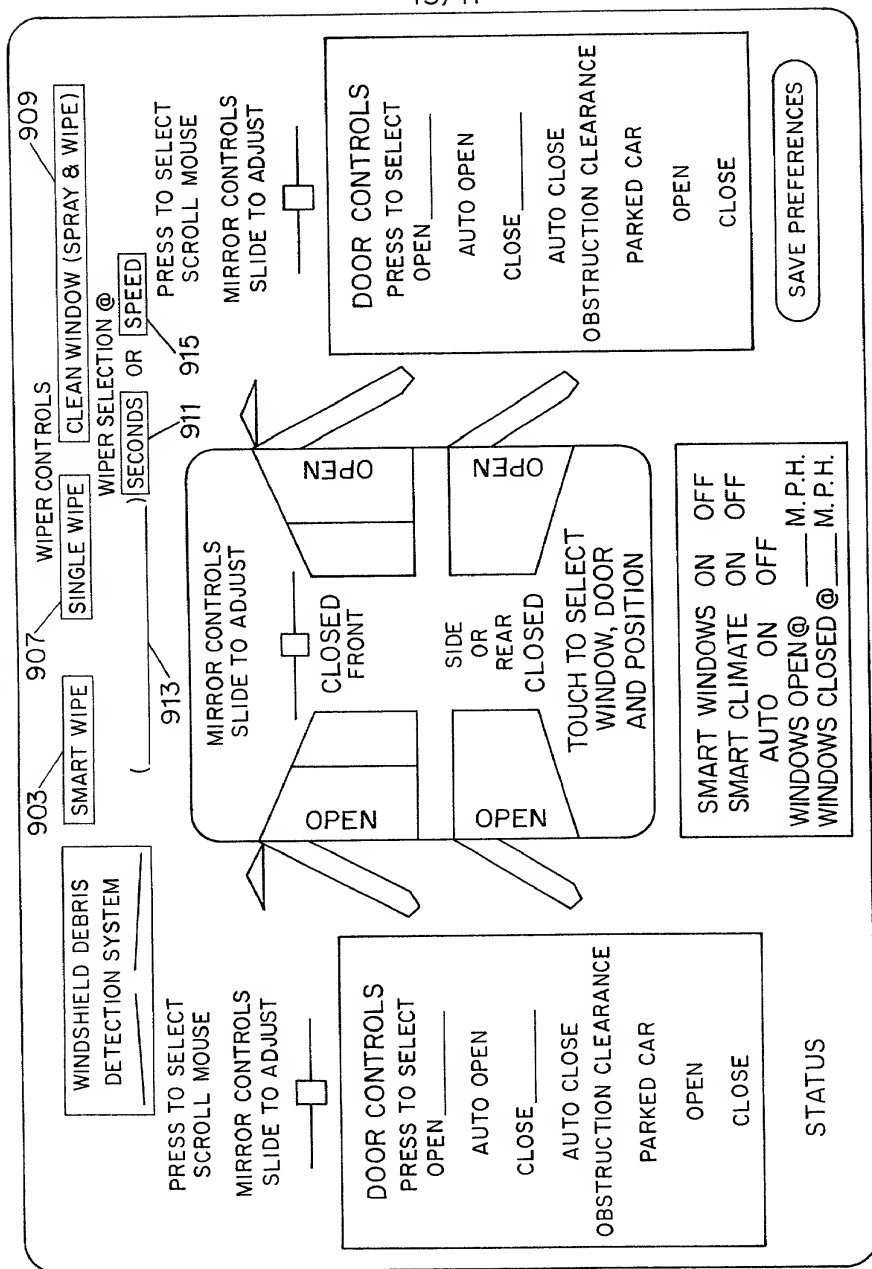 WINDSHIELD DEBRIS
DETECTION SYSTEM
903
907
909
WIPER CONTROLS
SMART WIPE
SINGLE WIPE
CLEAN WINDOW (SPRAY & WIPE)
WIPER SELECTION @
( ) SECONDS OR SPEED
913
911
915
PRESS TO SELECT
SCROLL MOUSE
MIRROR CONTROLS
SLIDE TO ADJUST
DOOR CONTROLS
PRESS TO SELECT
OPEN____
AUTO OPEN
CLOSE____
AUTO CLOSE
OBSTRUCTION CLEARANCE
PARKED CAR
OPEN
CLOSE
STATUS
MIRROR CONTROLS
SLIDE TO ADJUST
CLOSED
FRONT
OPEN
OPEN
SIDE
OR
REAR
CLOSED
OPEN
OPEN
TOUCH TO SELECT
WINDOW, DOOR
AND POSITION
SMART WINDOWS ON OFF
SMART CLIMATE ON OFF
AUTO ON OFF
WINDOWS OPEN @ ___ M.P.H.
WINDOWS CLOSED @ ___ M.P.H.
PRESS TO SELECT
SCROLL MOUSE
MIRROR CONTROLS
SLIDE TO ADJUST
DOOR CONTROLS
PRESS TO SELECT
OPEN____
AUTO OPEN
CLOSE____
AUTO CLOSE
OBSTRUCTION CLEARANCE
PARKED CAR
OPEN
CLOSE
SAVE PREFERENCES